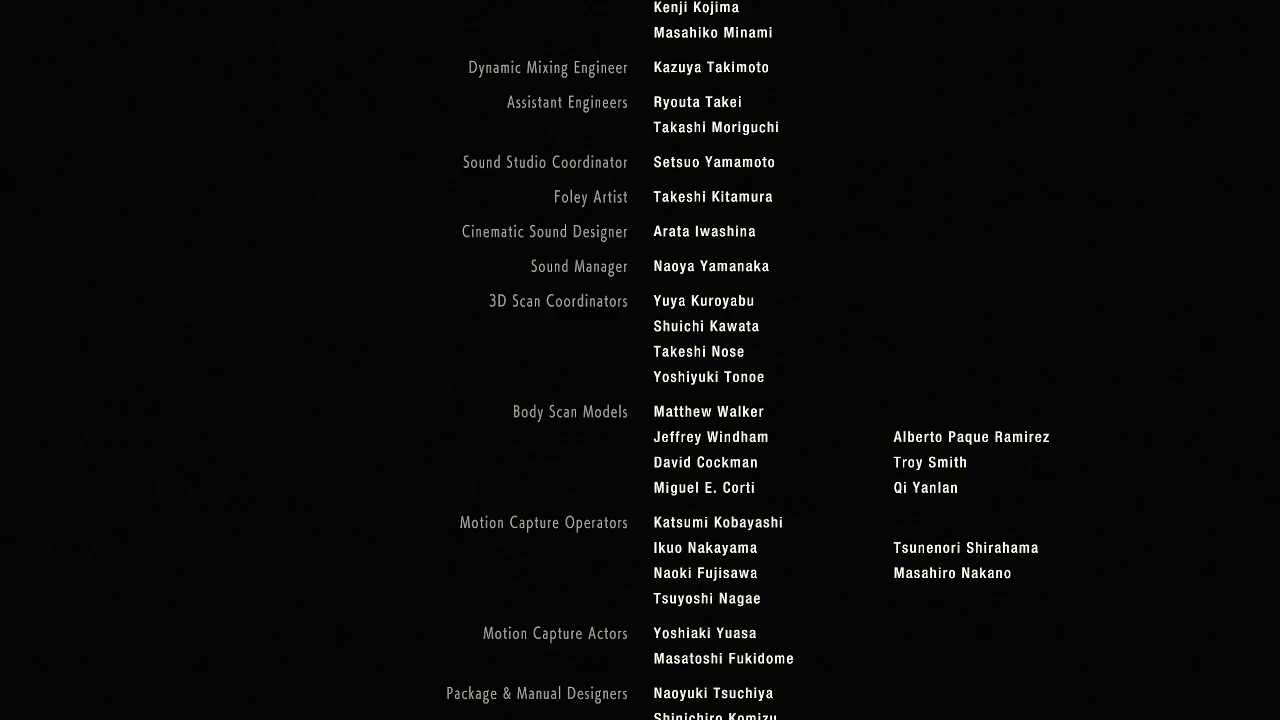 Kenji Kojima
Masahiko Minami
Dynamic Mixing Engineer Kazuya Takimoto
Assistant Engineers Ryouta Takei
Takashi Moriguchi
Sound Studio Coordinator Setsuo Yamamoto
Foley Artist Takeshi Kitamura
Cinematic Sound Designer Arata Iwashina
Sound Manager Naoya Yamanaka
3D Scan Coordinators Yuya Kuroyabu
Shuichi Kawata
Takeshi Nose
Yoshiyuki Tonoe
Body Scan Models Matthew Walker
Jeffrey Windham Alberto Paque Ramirez
David Cockman Troy Smith
Miguel E. Corti Qi Yanlan
Motion Capture Operators Katsumi Kobayashi
Ikuo Nakayama Tsunenori Shirahama
Naoki Fujisawa Masahiro Nakano
Tsuyoshi Nagae
Motion Capture Actors Yoshiaki Yuasa
Masatoshi Fukidome
Package & Manual Designers Naoyuki Tsuchiya
Shinichiro Komizu